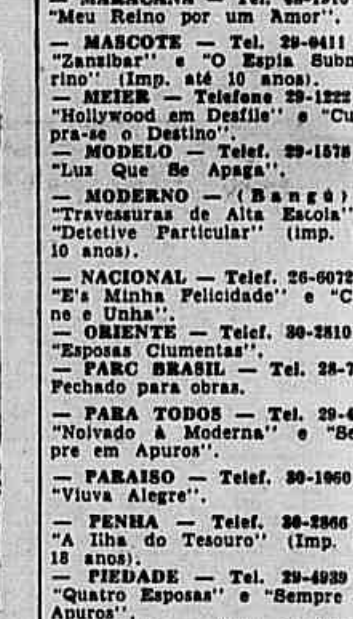 "Meu Reino por um Amor".
— MASCOTE — Tel. 29-0411
"Zanzibar" e "O Espia Subm
rino" (Imp. até 10 anos).
— MEIER — Telefone 29-1222
"Hollywood em Desfile" e "Cu
pra-se o Destino".
— MODELO — Telef. 29-1578
"Luz Que Se Apaga".
— MODERNO — (Bangú)
"Travessuras de Alta Escola"
"Detetive Particular" (imp.
10 anos).
— NACIONAL — Telef. 26-6072
"E's Minha Felicidade" e "C
ne e Unha".
— ORIENTE — Telef. 30-2810
"Esposas Ciumentas".
— PARC BRASIL — Tel. 28-7
Fechado para obras.
— PARA TODOS — Tel. 29-
"Noivado à Moderna" e "Se
pre em Apuros".
— PARAISO — Telef. 30-1060
"Viuva Alegre".
— PENHA — Telef. 30-2666
"A Ilha do Tesouro" (Imp.
18 anos).
— PIEDADE — Tel. 29-4939
"Quatro Esposas" e "Sempre
Apuros".